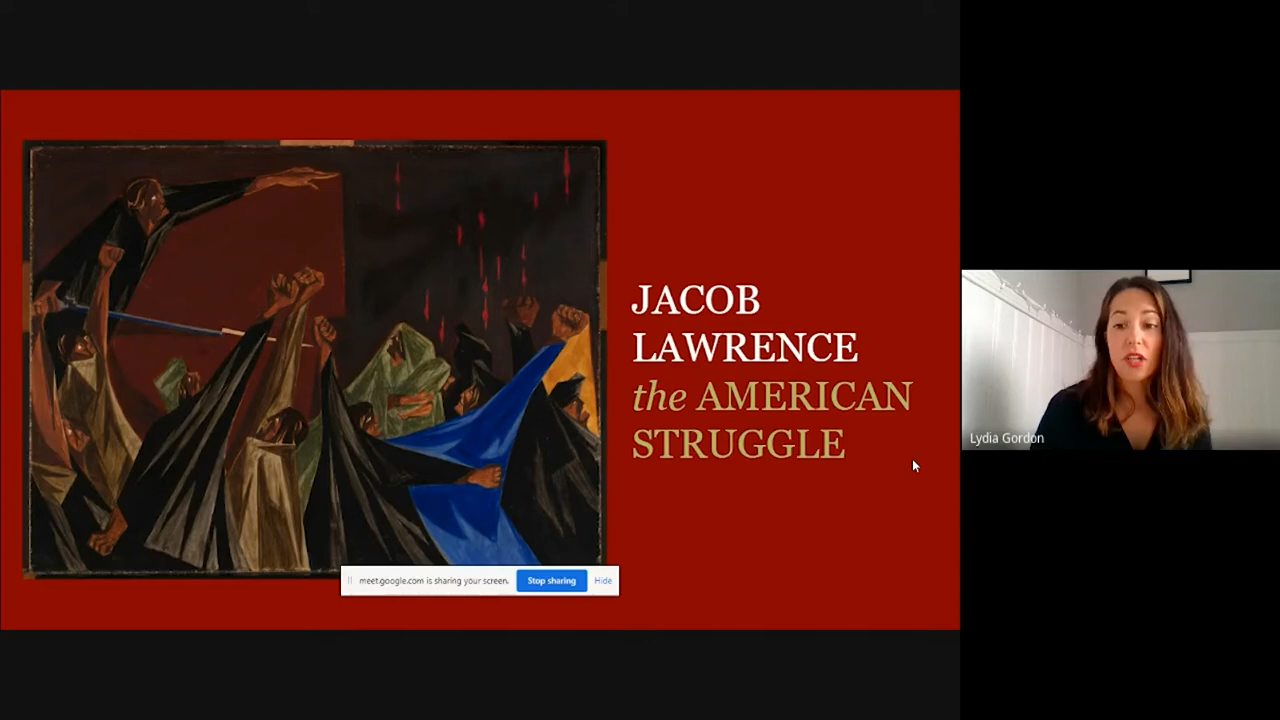 JACOB
LAWRENCE
the AMERICAN
STRUGGLE
meet.google.com is sharing your screen.
Stop sharing
Hide
Lydia Gordon